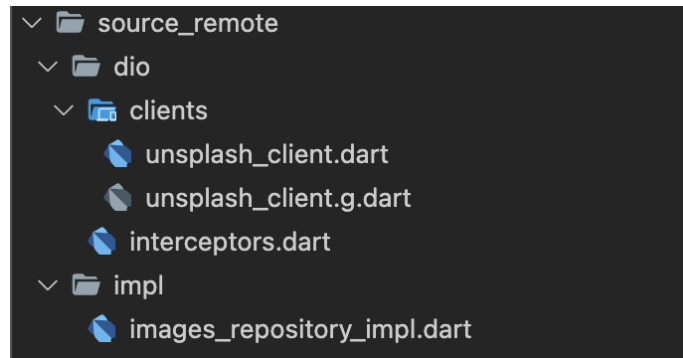 source_remote
dio
clients
unsplash_client.dart
unsplash_client.g.dart
interceptors.dart
impl
images_repository_impl.dart